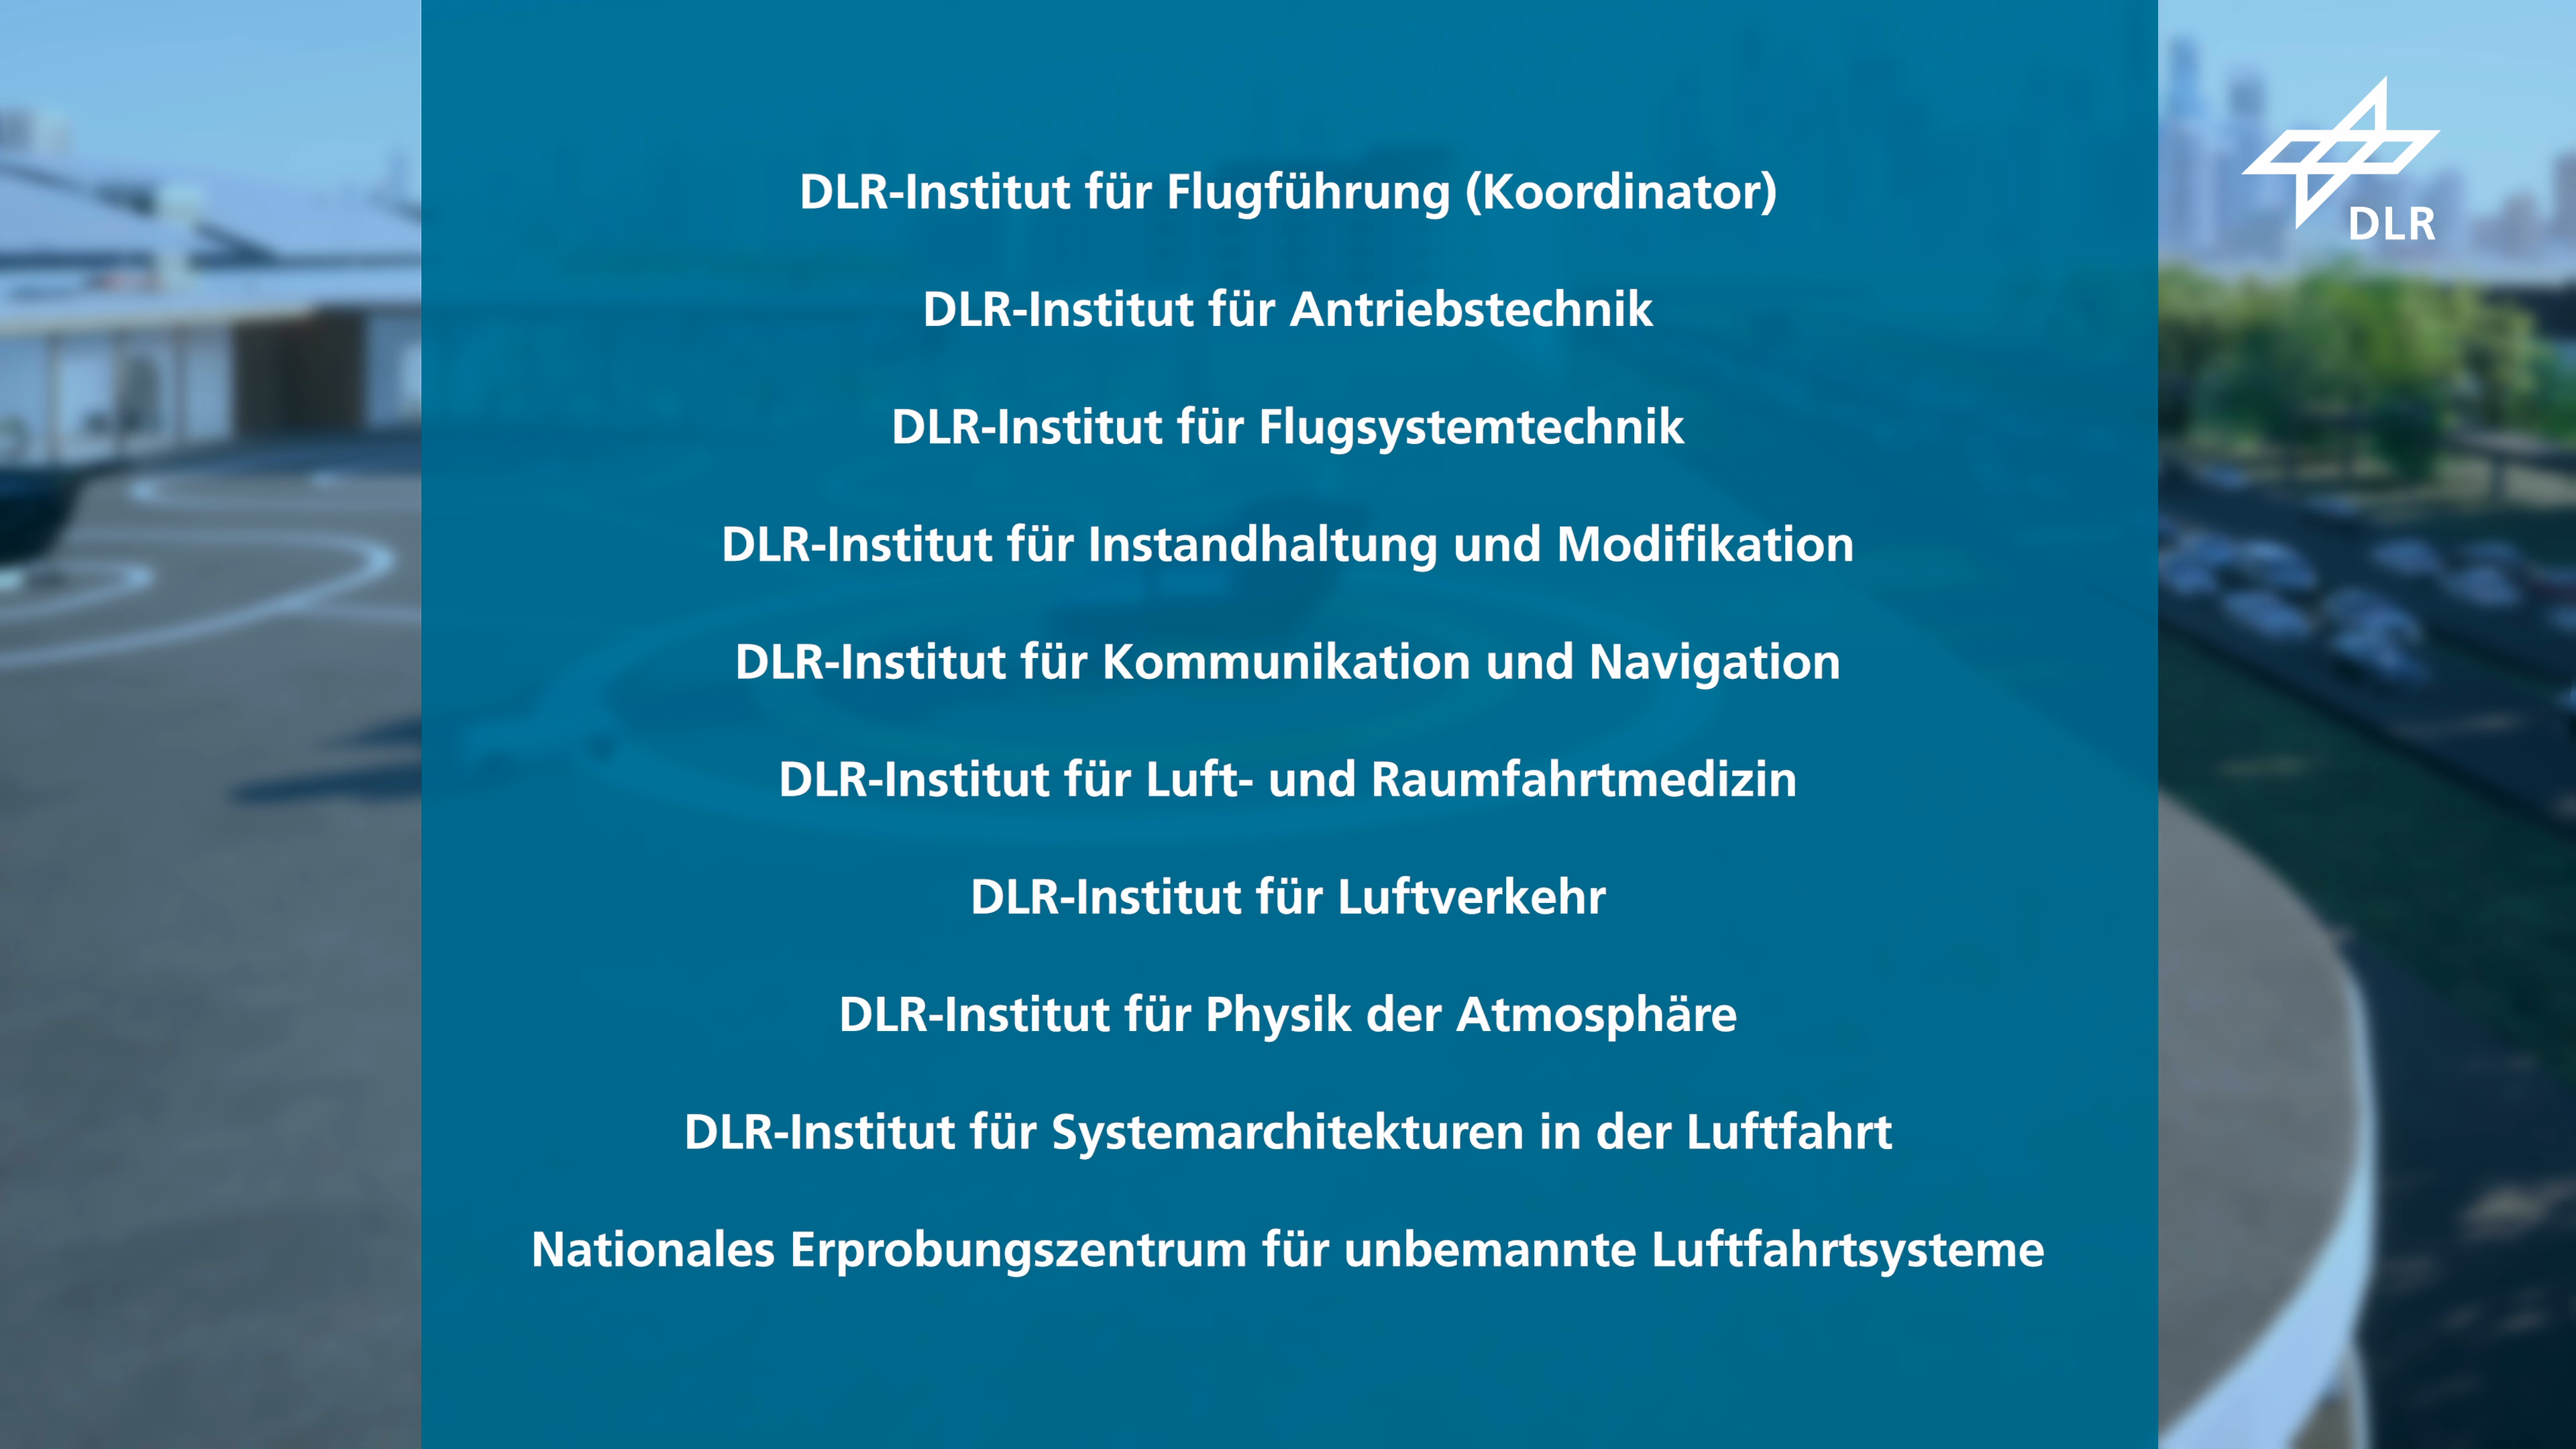 DLR-Institut für Flugführung (Koordinator)
DLR
DLR-Institut für Antriebstechnik
DLR-Institut für Flugsystemtechnik
DLR-Institut für Instandhaltung und Modifikation
DLR-Institut für Kommunikation und Navigation
DLR-Institut für Luft- und Raumfahrtmedizin
DLR-Institut für Luftverkehr
DLR-Institut für Physik der Atmosphäre
DLR-Institut für Systemarchitekturen in der Luftfahrt
Nationales Erprobungszentrum für unbemannte Luftfahrtsysteme